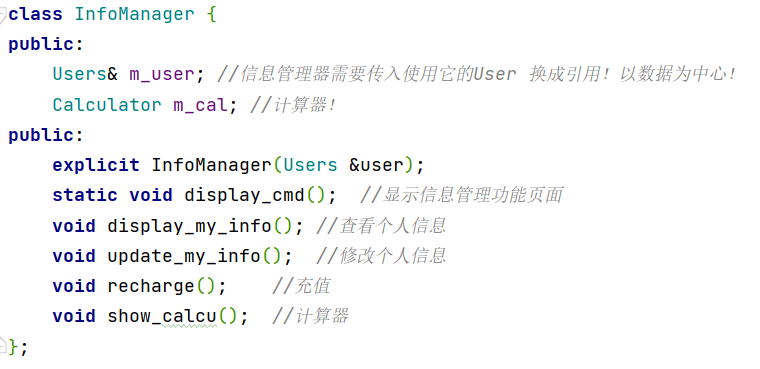 class InfoManager {
public:
    Users& m_user; //信息管理器需要传入使用它的User 换成引用！以数据为中心！
    Calculator m_cal; //计算器！
public:
    explicit InfoManager(Users &user);
    static void display_cmd();  //显示信息管理功能页面
    void display_my_info(); //查看个人信息
    void update_my_info();  //修改个人信息
    void recharge();    //充值
    void show_calcu();  //计算器
};